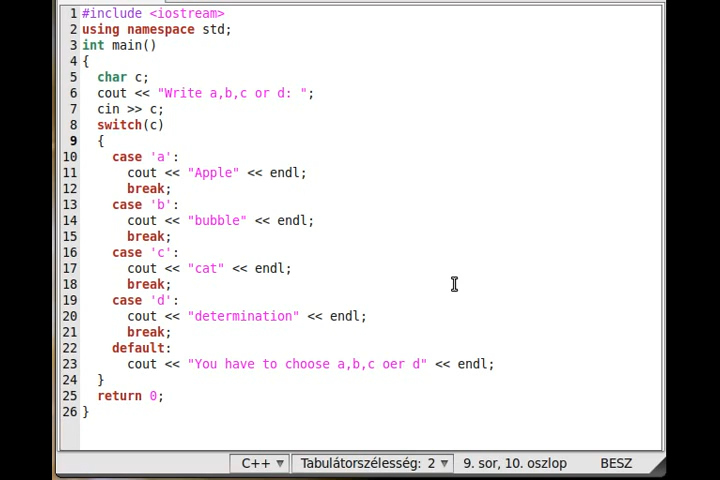 1 #include <iostream>
2 using namespace std;
3 int main()
4 {
5   char c;
6   cout << "Write a,b,c or d: ";
7   cin >> c;
8   switch(c)
9   {
10     case 'a':
11       cout << "Apple" << endl;
12       break;
13     case 'b':
14       cout << "bubble" << endl;
15       break;
16     case 'c':
17       cout << "cat" << endl;
18       break;
19     case 'd':
20       cout << "determination" << endl;
21       break;
22     default:
23       cout << "You have to choose a,b,c oer d" << endl;
24   }
25   return 0;
26 }
C++ Tabulátorszélesség: 2 9. sor, 10. oszlop BESZ